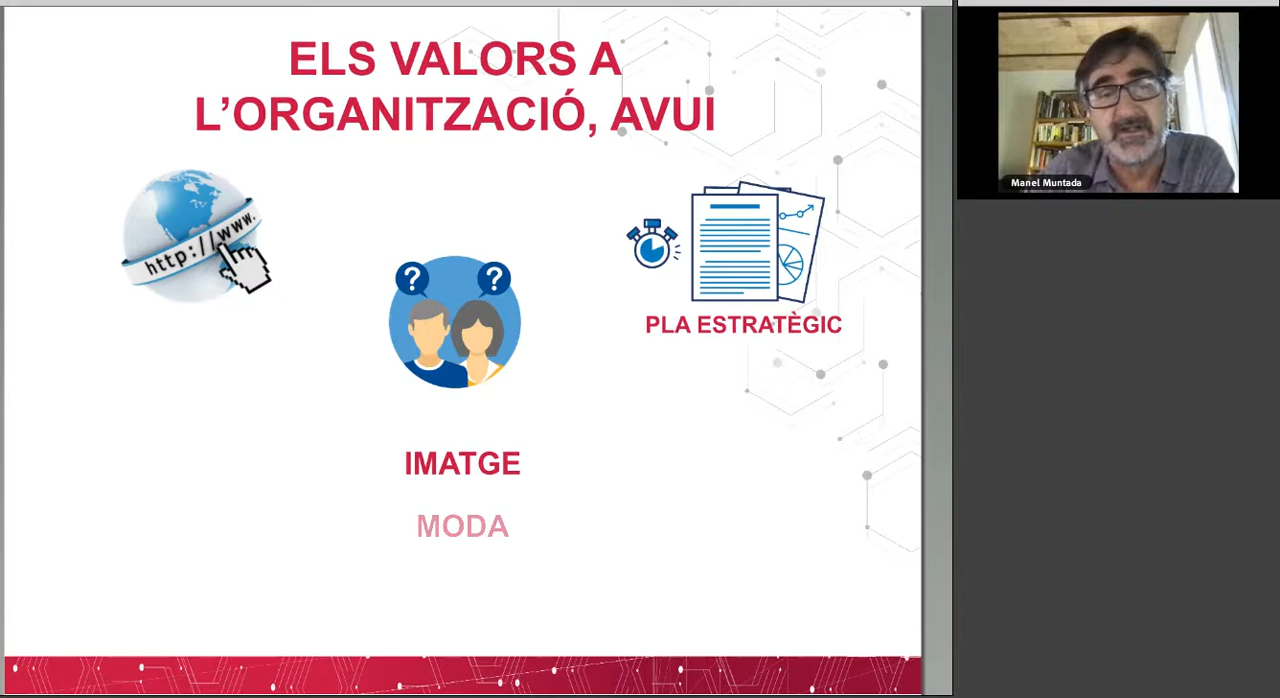 ELS VALORS A
L'ORGANITZACIÓ, AVUI
http://www.
?
?
PLA ESTRATÈGIC
IMATGE
MODA
Manel Muntada